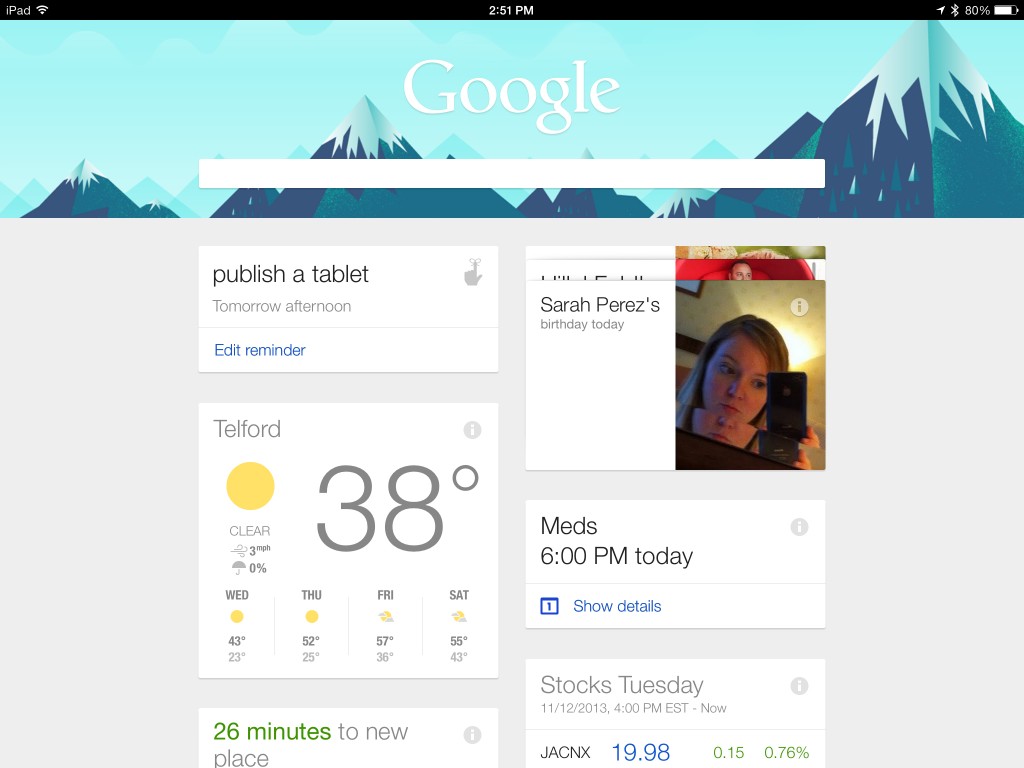 iPad
2:51 PM
80%
Google
publish a tablet
Tomorrow afternoon
Edit reminder
Telford
38°
CLEAR
3mph
0%
WED THU FRI SAT
43° 52° 57° 55°
23° 25° 36° 43°
26 minutes to new
place
Sarah Perez's
birthday today
Meds
6:00 PM today
1 Show details
Stocks Tuesday
11/12/2013, 4:00 PM EST - Now
JACNX 19.98 0.15 0.76%